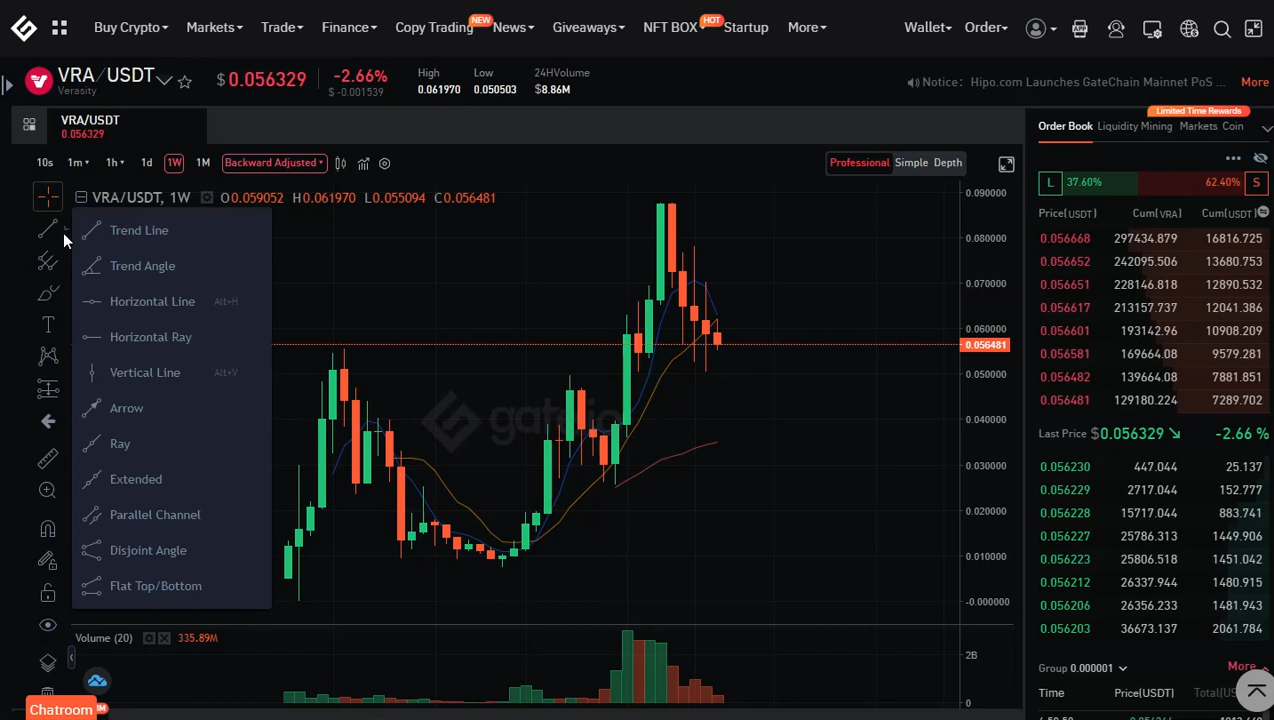 Buy Crypto Markets Trade Finance Copy Trading NEW News Giveaways NFT BOX HOT Startup More Wallet Order APP
VRA/USDT
Verasity
$ 0.056329
-2.66%
$ -0.001539
High
0.061970
Low
0.050503
24HVolume
$8.86M
Notice: Hipo.com Launches GateChain Mainnet PoS ... More
VRA/USDT
0.056329
10s 1m 1h 1d 1W 1M Backward Adjusted
Professional Simple Depth
VRA/USDT, 1W O0.059052 H0.061970 L0.055094 C0.056481
Trend Line
Trend Angle
Horizontal Line Alt+H
Horizontal Ray
Vertical Line Alt+V
Arrow
Ray
Extended
Parallel Channel
Disjoint Angle
Flat Top/Bottom
gate.io
0.090000
0.080000
0.070000
0.060000
0.056481
0.050000
0.040000
0.030000
0.020000
0.010000
-0.000000
Volume (20) 335.89M
2B
0
Chatroom
Limited Time Rewards
Order Book Liquidity Mining Markets Coin
L 37.60% 62.40% S
Price(USDT) Cum(VRA) Cum(USDT)
0.056668 297434.879 16816.725
0.056652 242095.506 13680.753
0.056651 228146.818 12890.532
0.056617 213157.737 12041.386
0.056601 193142.96 10908.209
0.056581 169664.08 9579.281
0.056482 139664.08 7881.851
0.056481 129180.224 7289.702
Last Price $0.056329 -2.66 %
0.056230 447.044 25.137
0.056229 2717.044 152.777
0.056228 15717.044 883.741
0.056227 25786.313 1449.906
0.056223 25806.518 1451.042
0.056212 26337.944 1480.915
0.056206 26356.233 1481.943
0.056203 36673.137 2061.784
Group 0.000001 More
Time Price(USDT)